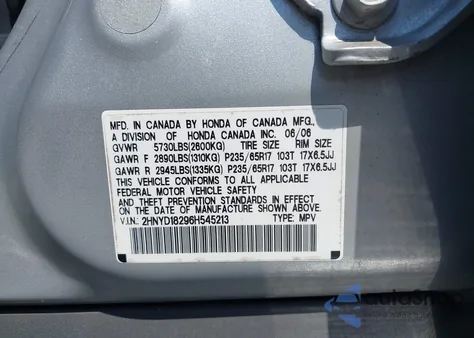 MFD. IN CANADA BY HONDA OF CANADA MFG.,
A DIVISION OF HONDA CANADA INC. 06/06
GVWR 5730LBS(2600KG) TIRE SIZE RIM SIZE
GAWR F 2890LBS(1310KG) P235/65R17 103T 17X6.5JJ
GAWR R 2945LBS(1335KG) P235/65R17 103T 17X6.5JJ
THIS VEHICLE CONFORMS TO ALL APPLICABLE
FEDERAL MOTOR VEHICLE SAFETY
AND THEFT PREVENTION STANDARDS IN EFFECT
ON THE DATE OF MANUFACTURE SHOWN ABOVE.
V.I.N.: 2HNYD18296H545213 TYPE: MPV